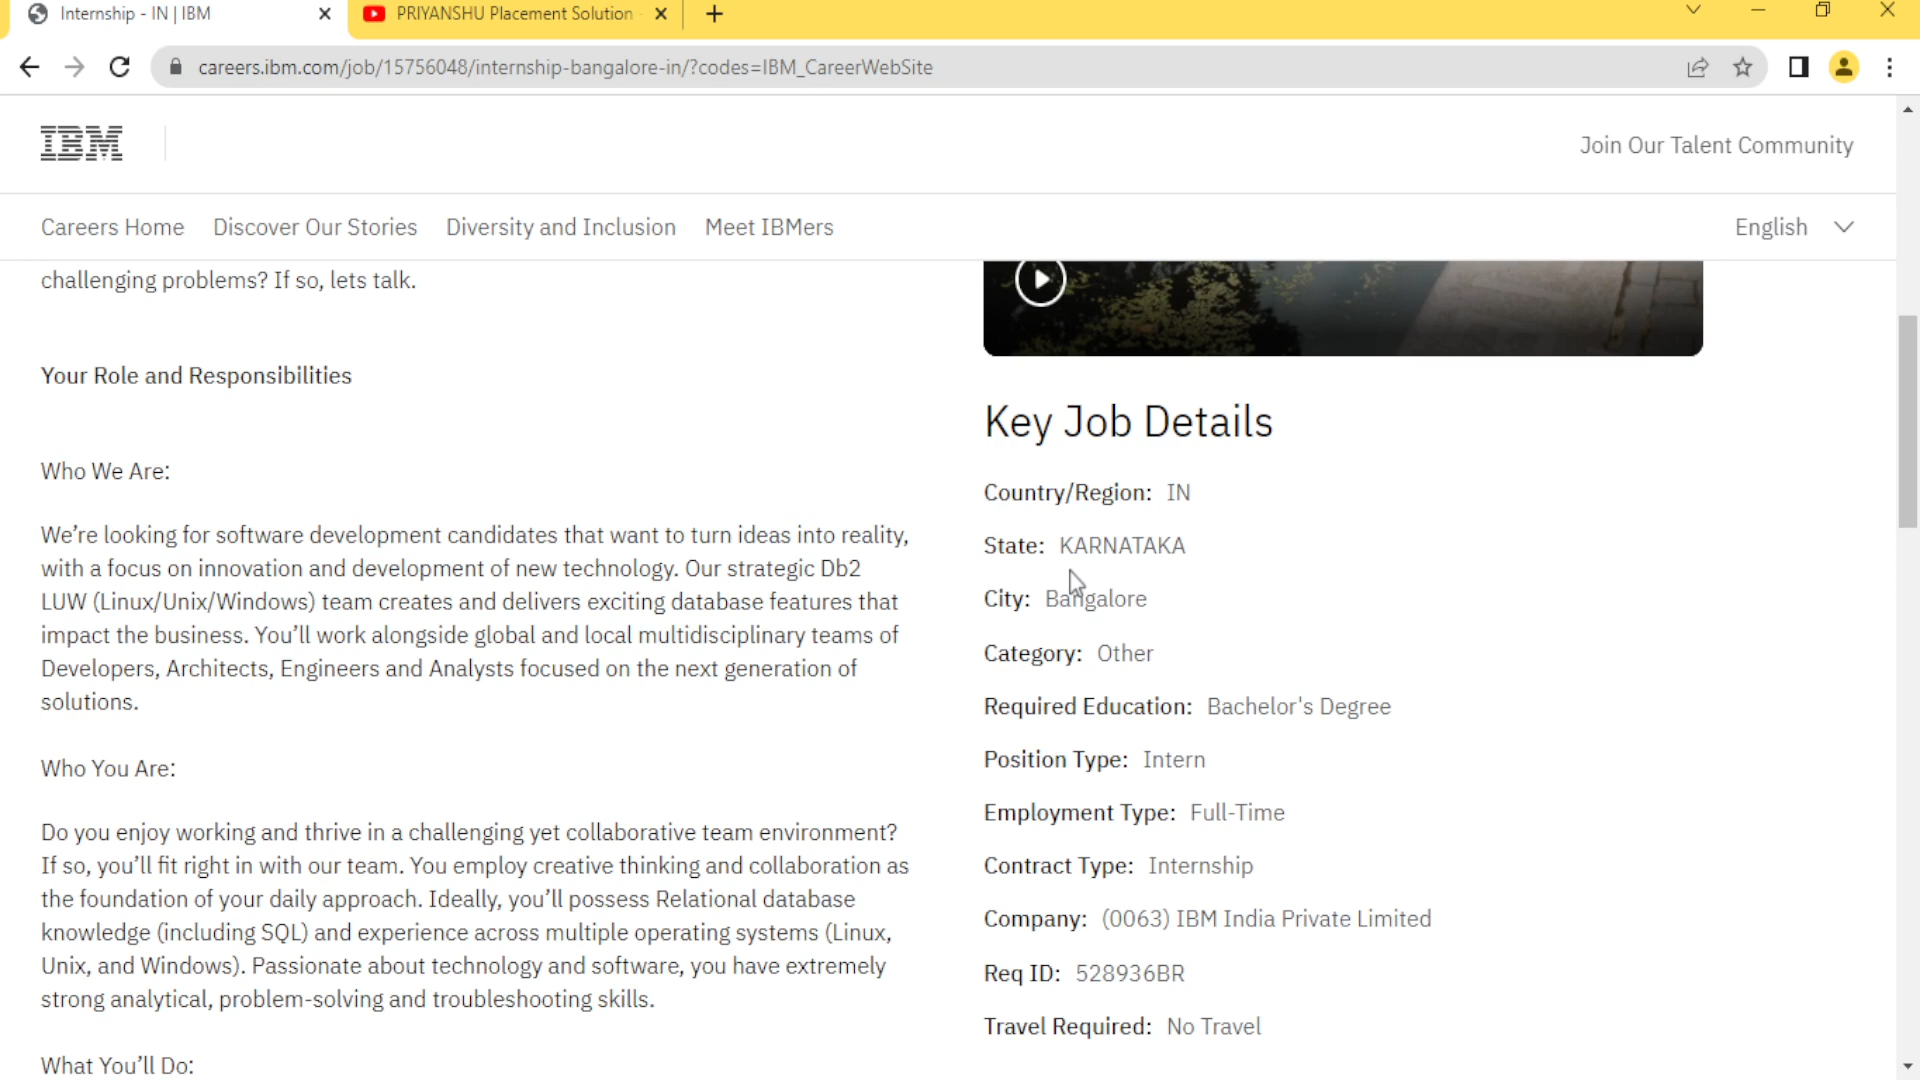 Internship - IN | IBM
PRIYANSHU Placement Solution
careers.ibm.com/job/15756048/internship-bangalore-in/?codes=IBM_CareerWebSite
IBM
Join Our Talent Community
Careers Home Discover Our Stories Diversity and Inclusion Meet IBMers
English
challenging problems? If so, lets talk.
Your Role and Responsibilities
Who We Are:
We’re looking for software development candidates that want to turn ideas into reality,
with a focus on innovation and development of new technology. Our strategic Db2
LUW (Linux/Unix/Windows) team creates and delivers exciting database features that
impact the business. You’ll work alongside global and local multidisciplinary teams of
Developers, Architects, Engineers and Analysts focused on the next generation of
solutions.
Who You Are:
Do you enjoy working and thrive in a challenging yet collaborative team environment?
If so, you’ll fit right in with our team. You employ creative thinking and collaboration as
the foundation of your daily approach. Ideally, you’ll possess Relational database
knowledge (including SQL) and experience across multiple operating systems (Linux,
Unix, and Windows). Passionate about technology and software, you have extremely
strong analytical, problem-solving and troubleshooting skills.
What You’ll Do:
Key Job Details
Country/Region: IN
State: KARNATAKA
City: Bangalore
Category: Other
Required Education: Bachelor's Degree
Position Type: Intern
Employment Type: Full-Time
Contract Type: Internship
Company: (0063) IBM India Private Limited
Req ID: 528936BR
Travel Required: No Travel